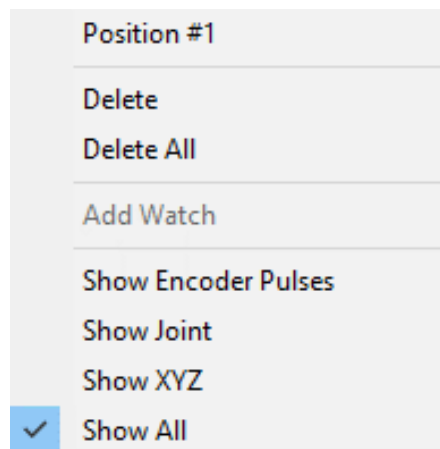 Position #1
Delete
Delete All
Add Watch
Show Encoder Pulses
Show Joint
Show XYZ
Show All